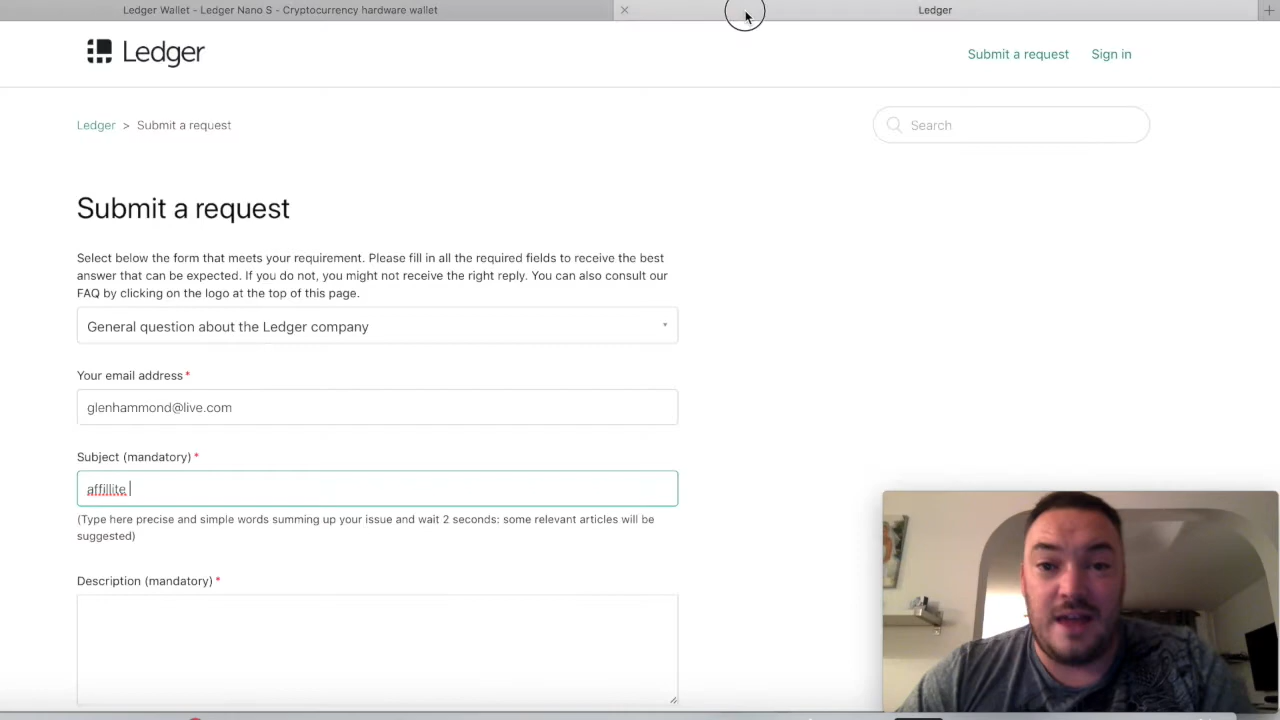 Ledger Wallet - Ledger Nano S - Cryptocurrency hardware wallet
Ledger
Ledger
Submit a request
Sign in
Ledger > Submit a request
Search
Submit a request
Select below the form that meets your requirement. Please fill in all the required fields to receive the best
answer that can be expected. If you do not, you might not receive the right reply. You can also consult our
FAQ by clicking on the logo at the top of this page.
General question about the Ledger company
Your email address*
glenhammond@live.com
Subject (mandatory) *
affillite
(Type here precise and simple words summing up your issue and wait 2 seconds: some relevant articles will be
suggested)
Description (mandatory) *